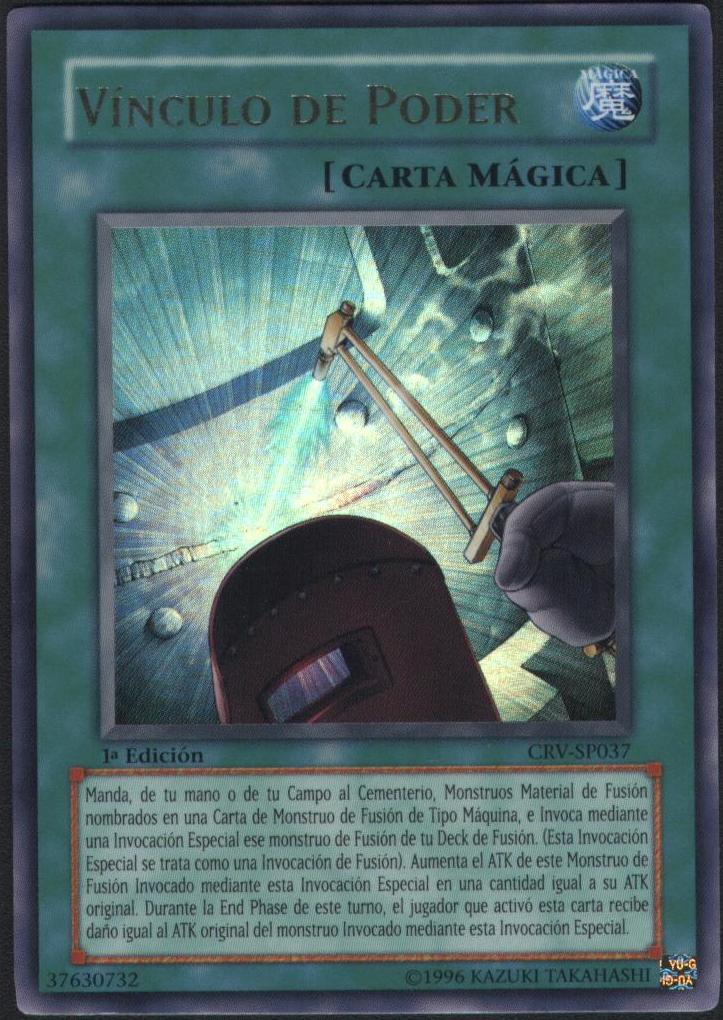 VÍNCULO DE PODER
MÁGICA
魔
[CARTA MÁGICA]
1ª Edición
CRV-SP037
Manda, de tu mano o de tu Campo al Cementerio, Monstruos Material de Fusión
nombrados en una Carta de Monstruo de Fusión de Tipo Máquina, e Invoca mediante
una Invocación Especial ese monstruo de Fusión de tu Deck de Fusión. (Esta Invocación
Especial se trata como una Invocación de Fusión). Aumenta el ATK de este Monstruo de
Fusión Invocado mediante esta Invocación Especial en una cantidad igual a su ATK
original. Durante la End Phase de este turno, el jugador que activó esta carta recibe
daño igual al ATK original del monstruo Invocado mediante esta Invocación Especial.
37630732
©1996 KAZUKI TAKAHASHI